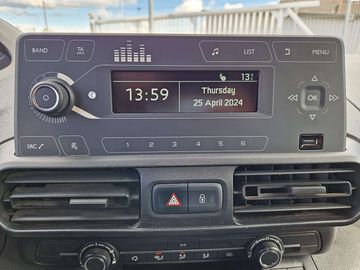 BAND
TA
LIST
MENU
13°
13:59
Thursday
25 April 2024
OK
SRC
1 2 3 4 5 6